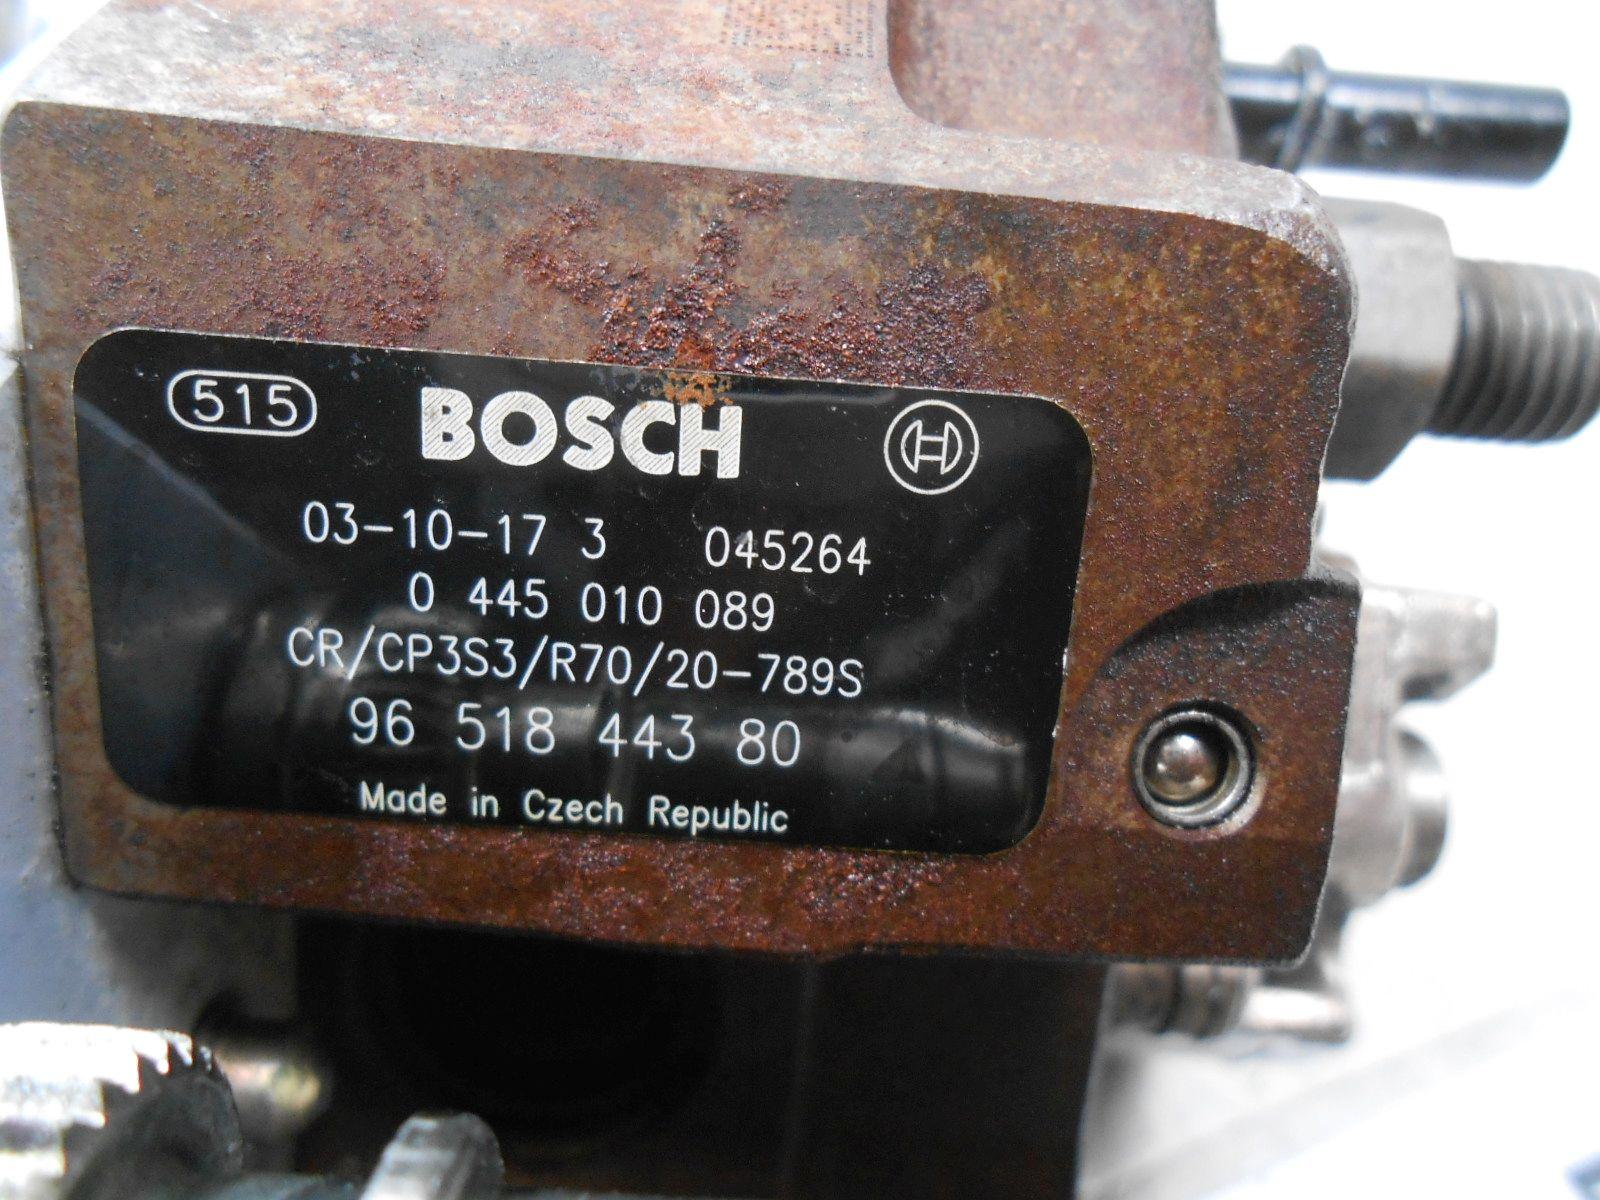 515 BOSCH
03-10-17 3 045264
0 445 010 089
CR/CP3S3/R70/20-789S
96 518 443 80
Made in Czech Republic